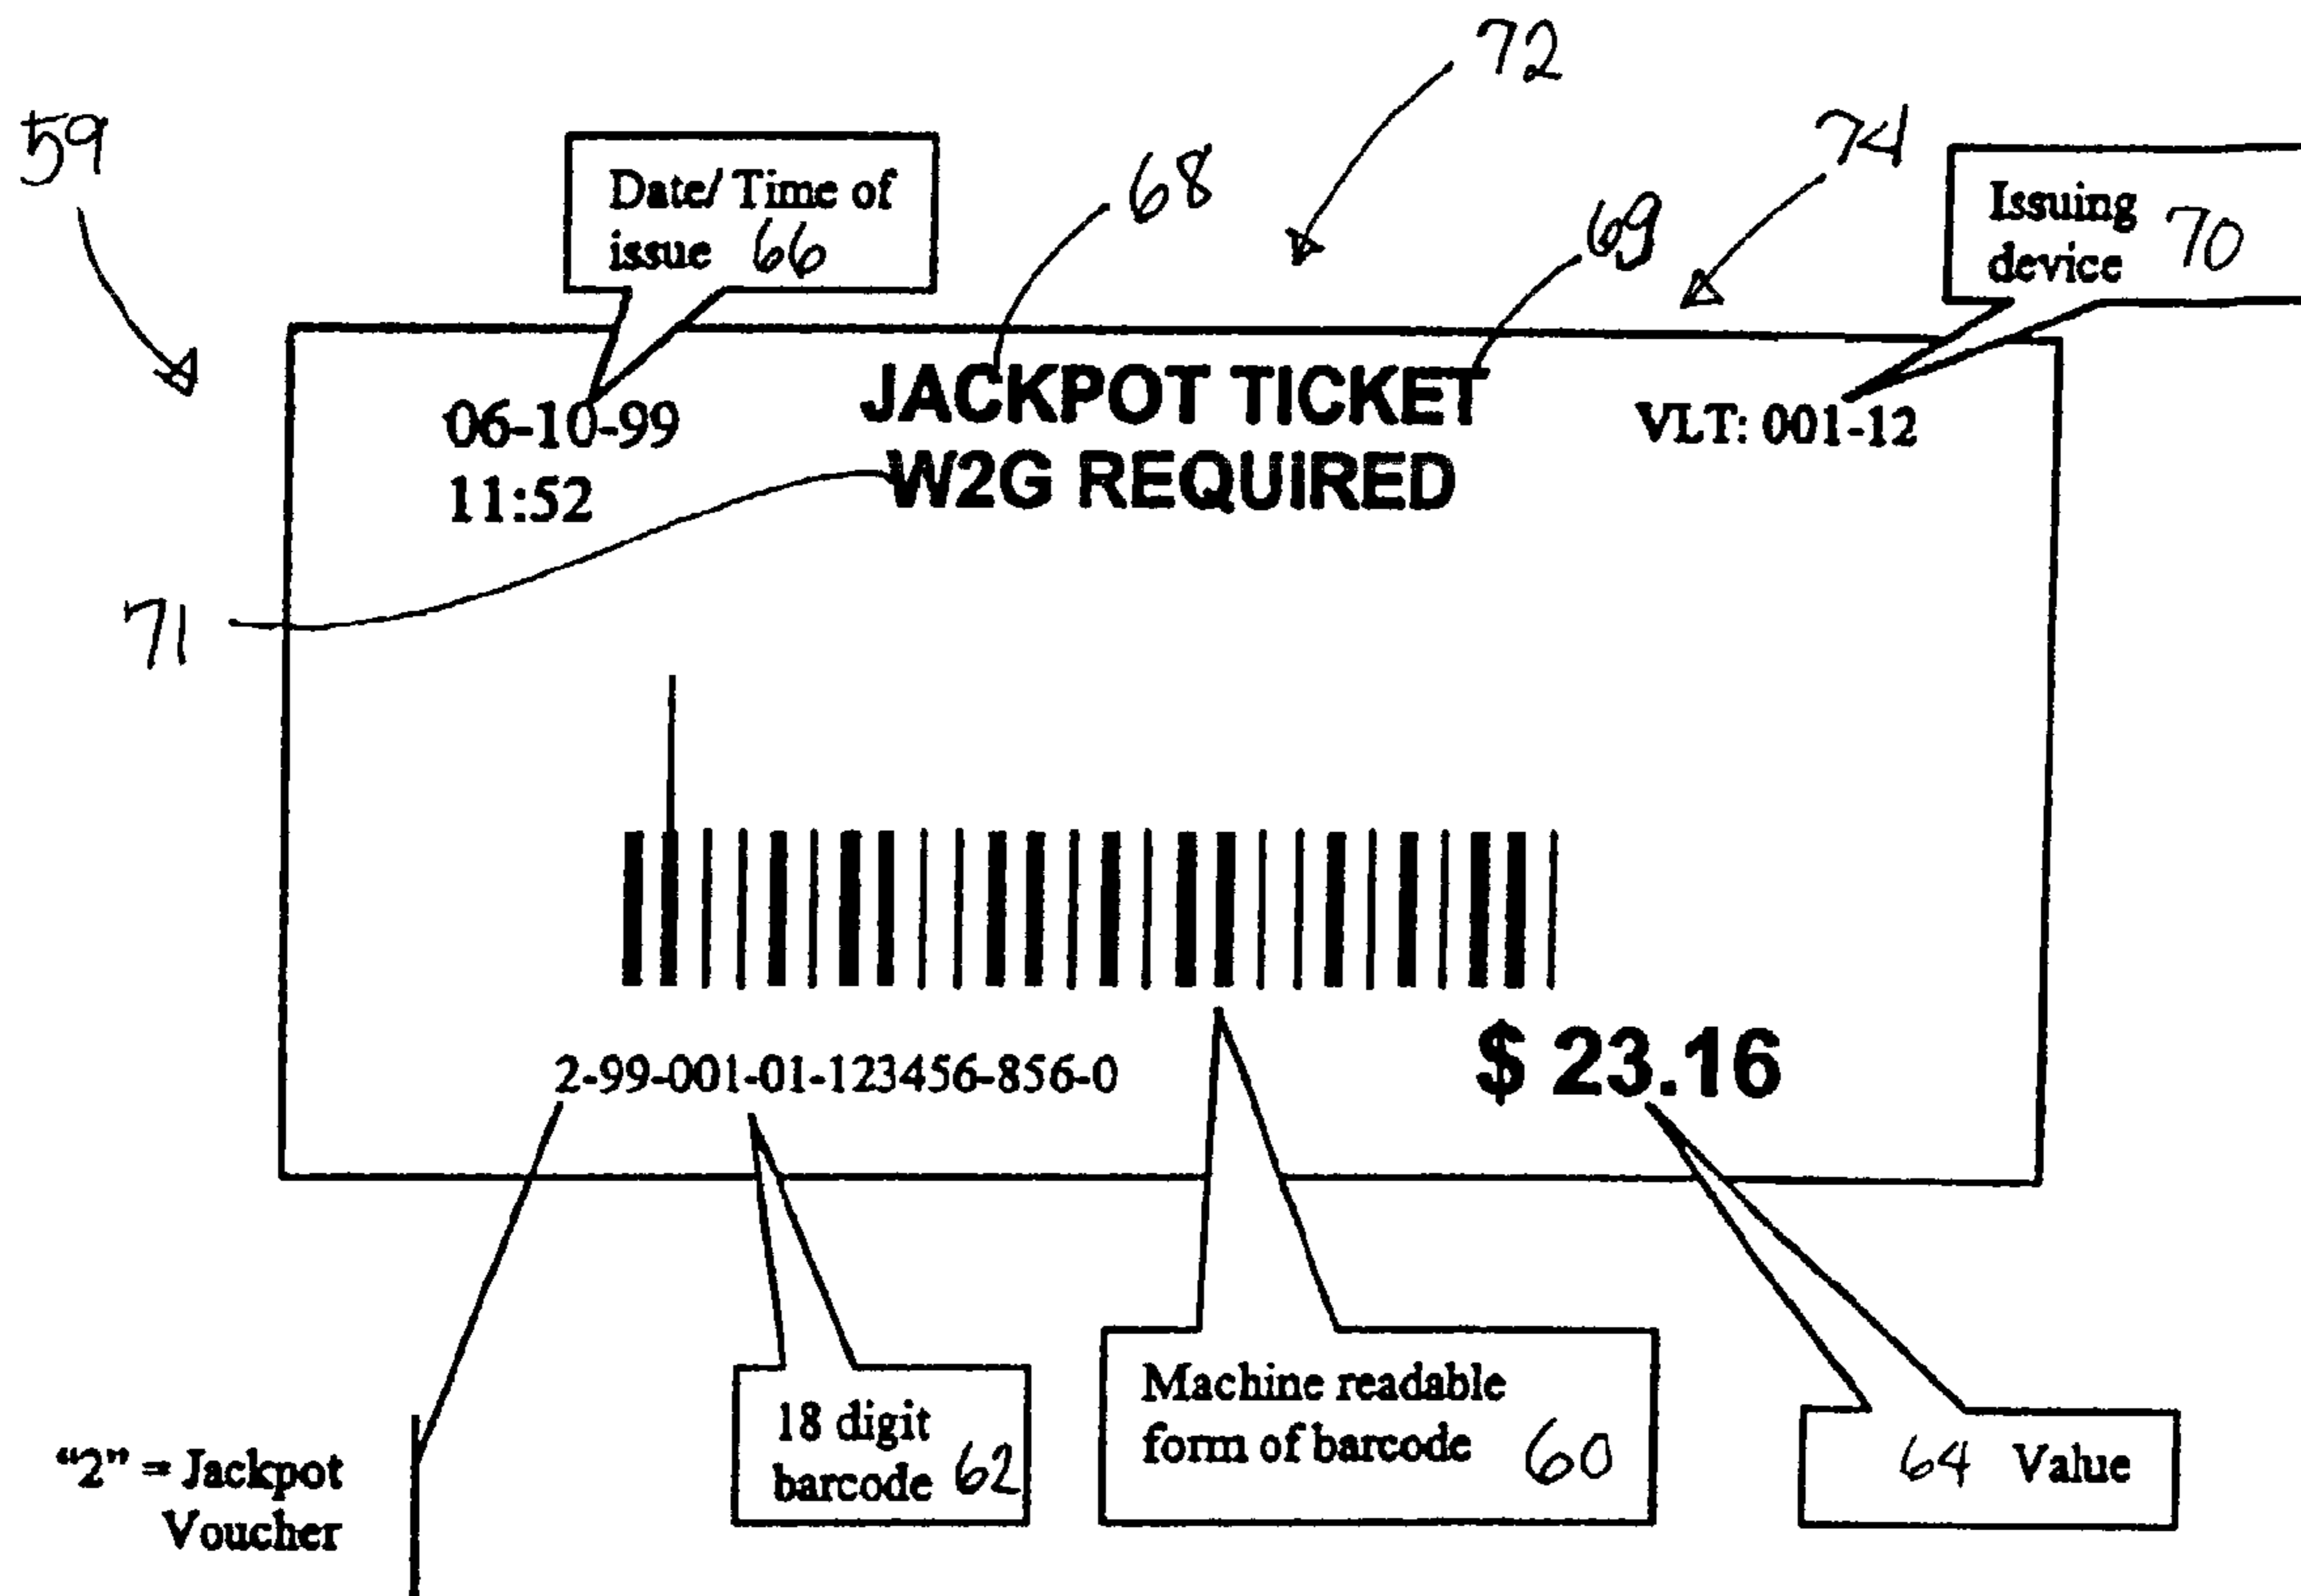 72
59
74
Date/ Time of
issue 66
68
69
Issuing
device 70
JACKPOT TICKET
06-10-99
VLT: 001-12
W2G REQUIRED
11:52
71
2-99-001-01-123456-856-0
$ 23.16
"2" = Jackpot
Voucher
18 digit
barcode 62
Machine readable
form of barcode 60
64 Value